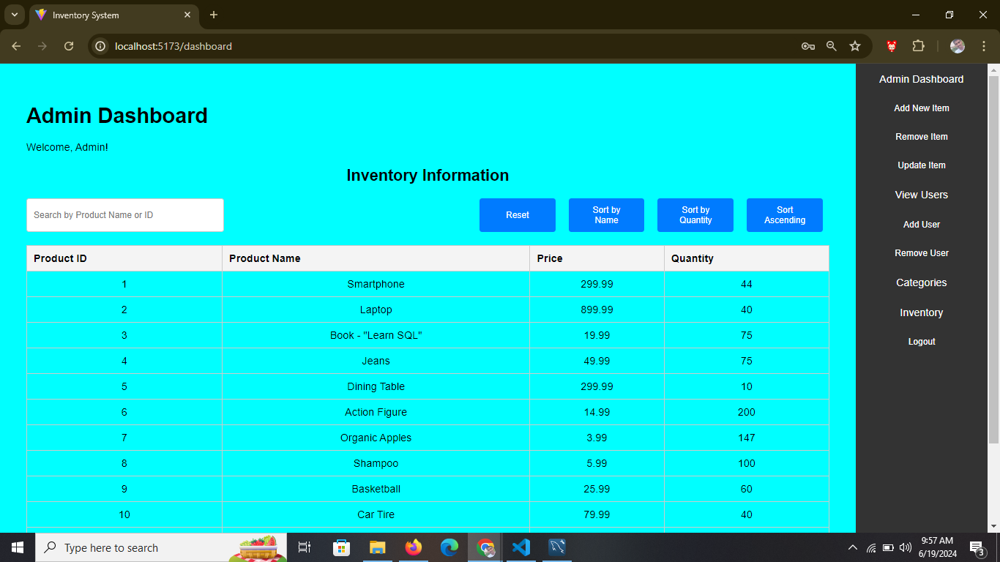 Inventory System
localhost:5173/dashboard
Admin Dashboard
Welcome, Admin!
Inventory Information
Search by Product Name or ID
Reset
Sort by
Name
Sort by
Quantity
Sort
Ascending
Product ID Product Name Price Quantity
1 Smartphone 299.99 44
2 Laptop 899.99 40
3 Book - "Learn SQL" 19.99 75
4 Jeans 49.99 75
5 Dining Table 299.99 10
6 Action Figure 14.99 200
7 Organic Apples 3.99 147
8 Shampoo 5.99 100
9 Basketball 25.99 60
10 Car Tire 79.99 40
Admin Dashboard
Add New Item
Remove Item
Update Item
View Users
Add User
Remove User
Categories
Inventory
Logout
Type here to search
9:57 AM
6/19/2024
3